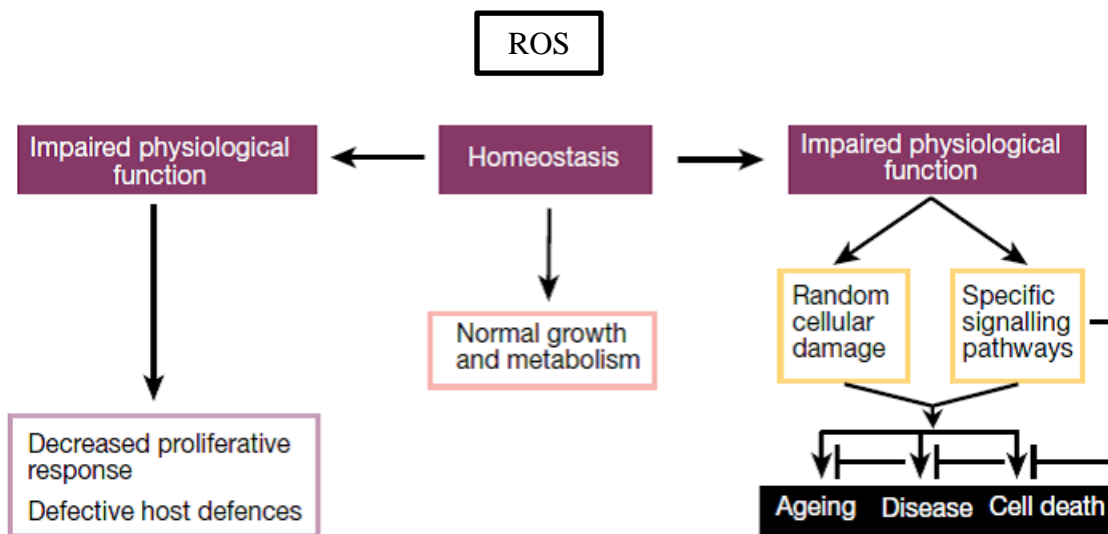 ROS
Impaired physiological
function
Homeostasis
Impaired physiological
function
Normal growth
and metabolism
Random
cellular
damage
Specific
signalling
pathways
Decreased proliferative
response
Defective host defences
Ageing
Disease
Cell death